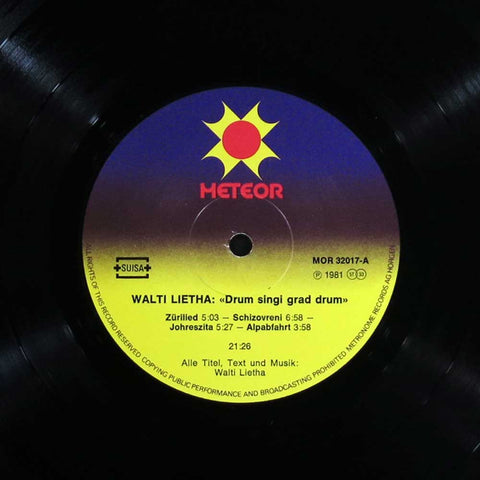 METEOR
SUISA
MOR 32017-A
Ⓟ 1981 ST 33
WALTI LIETHA: «Drum singi grad drum»
Zürilied 5:03 — Schizovreni 6:58 —
Johreszita 5:27 — Alpabfahrt 3:58
21:26
Alle Titel, Text und Musik:
Walti Lietha
ALL RIGHTS OF THIS RECORD RESERVED COPYING PUBLIC PERFORMANCE AND BROADCASTING PROHIBITED METRONOME RECORDS AG HORGEN